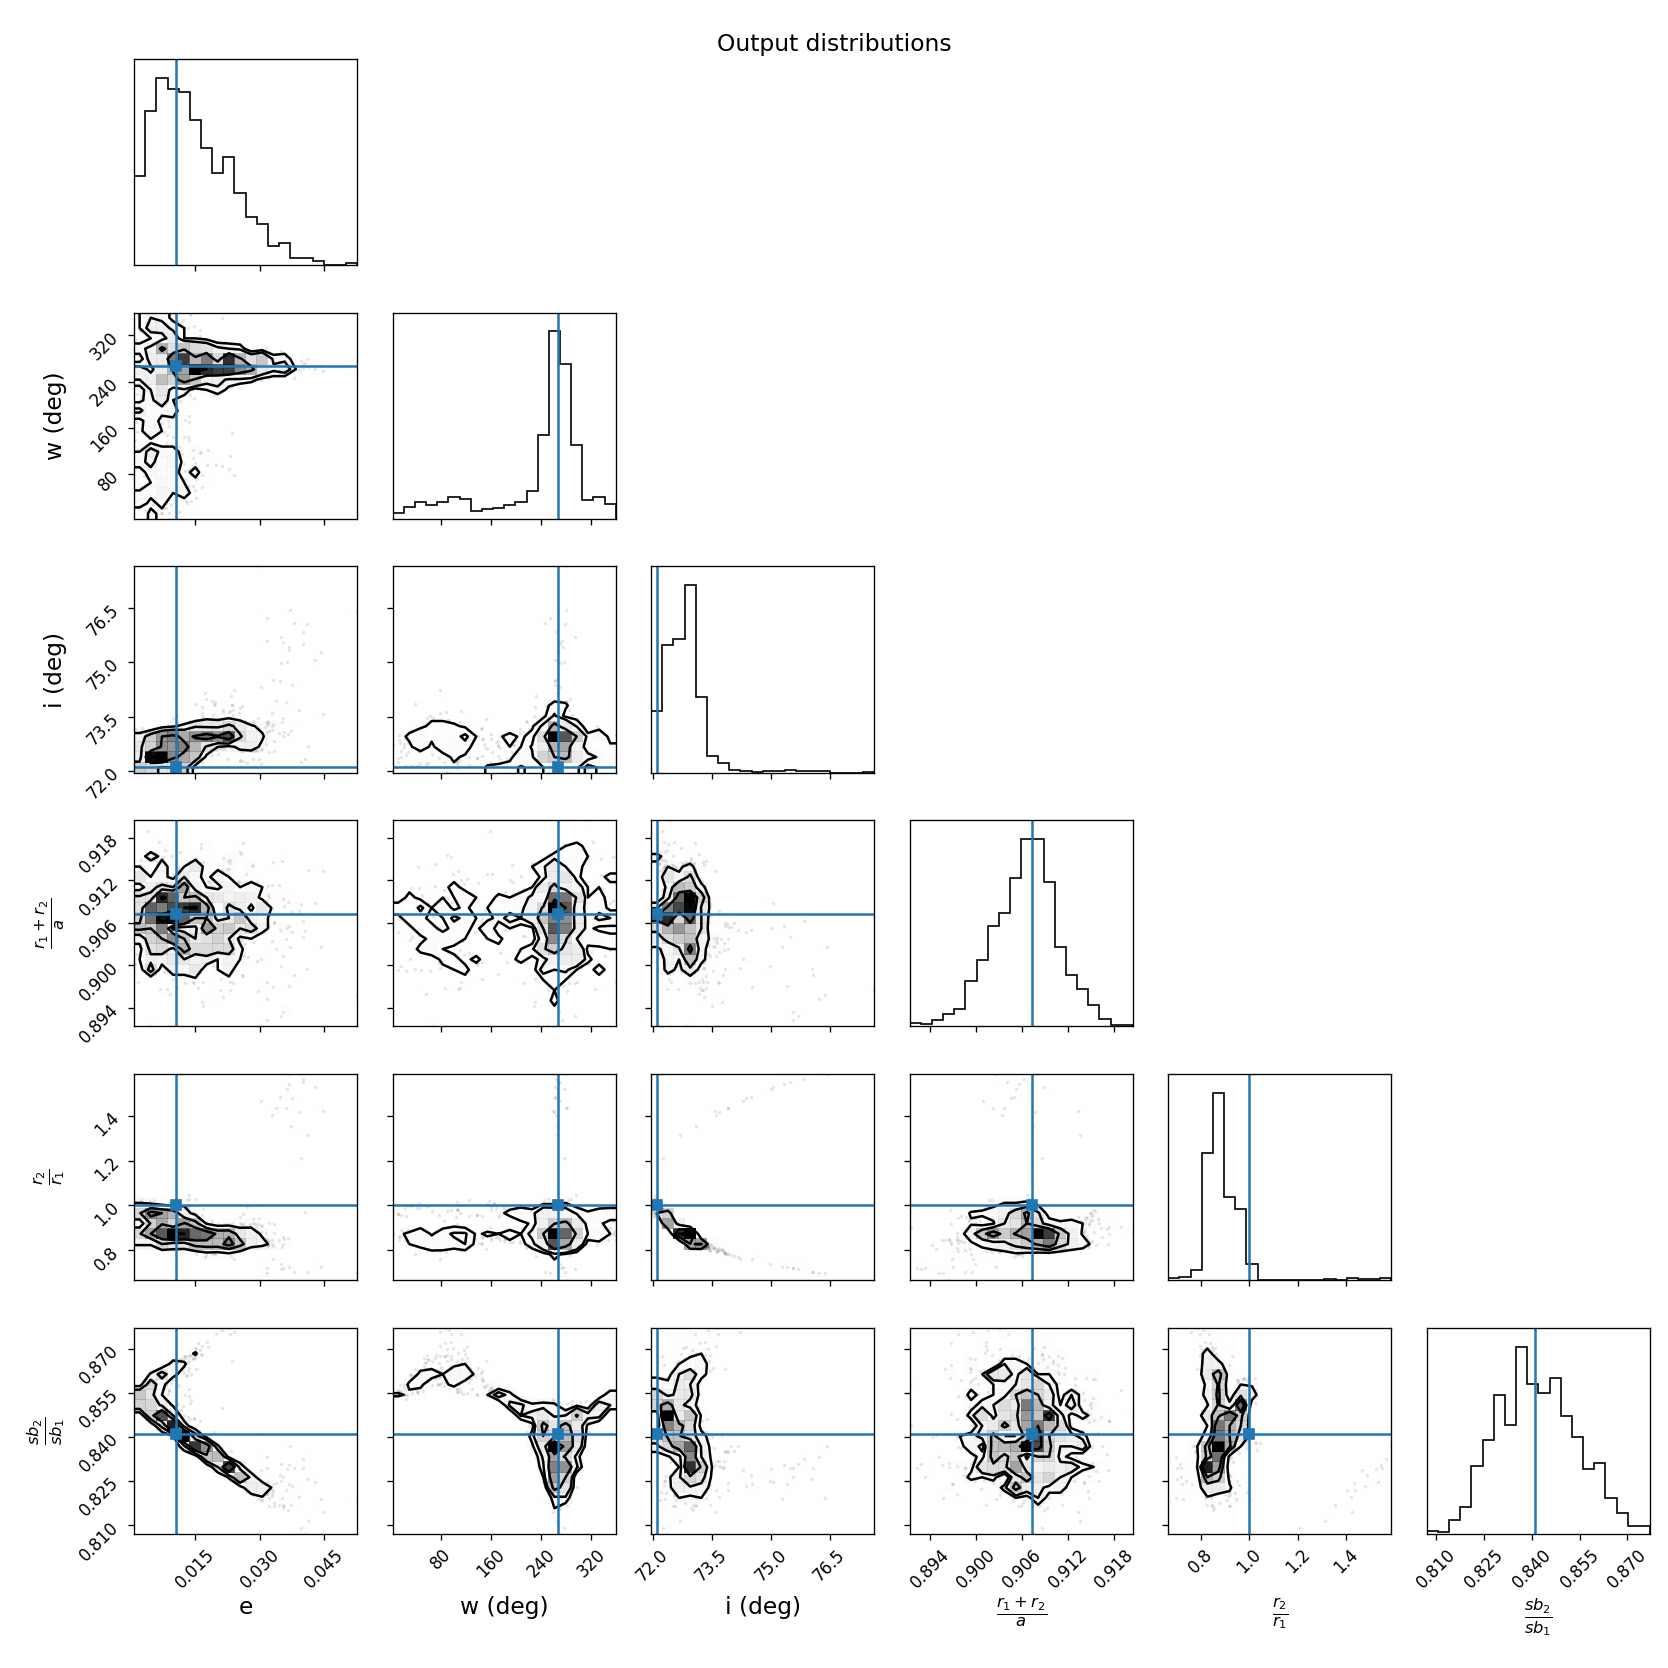 Output distributions
w (deg)
320
240
160
80
i (deg)
76.5
75.0
73.5
72.0
r₁ + r₂
a
0.918
0.912
0.906
0.900
0.894
r₂
r₁
1.4
1.2
1.0
0.8
sb₂
sb₁
0.870
0.855
0.840
0.825
0.810
0.015 0.030 0.045
80 160 240 320
72.0 73.5 75.0 76.5
0.894 0.900 0.906 0.912 0.918
0.8 1.0 1.2 1.4
0.810 0.825 0.840 0.855 0.870
e
w (deg)
i (deg)
r₁ + r₂
a
r₂
r₁
sb₂
sb₁